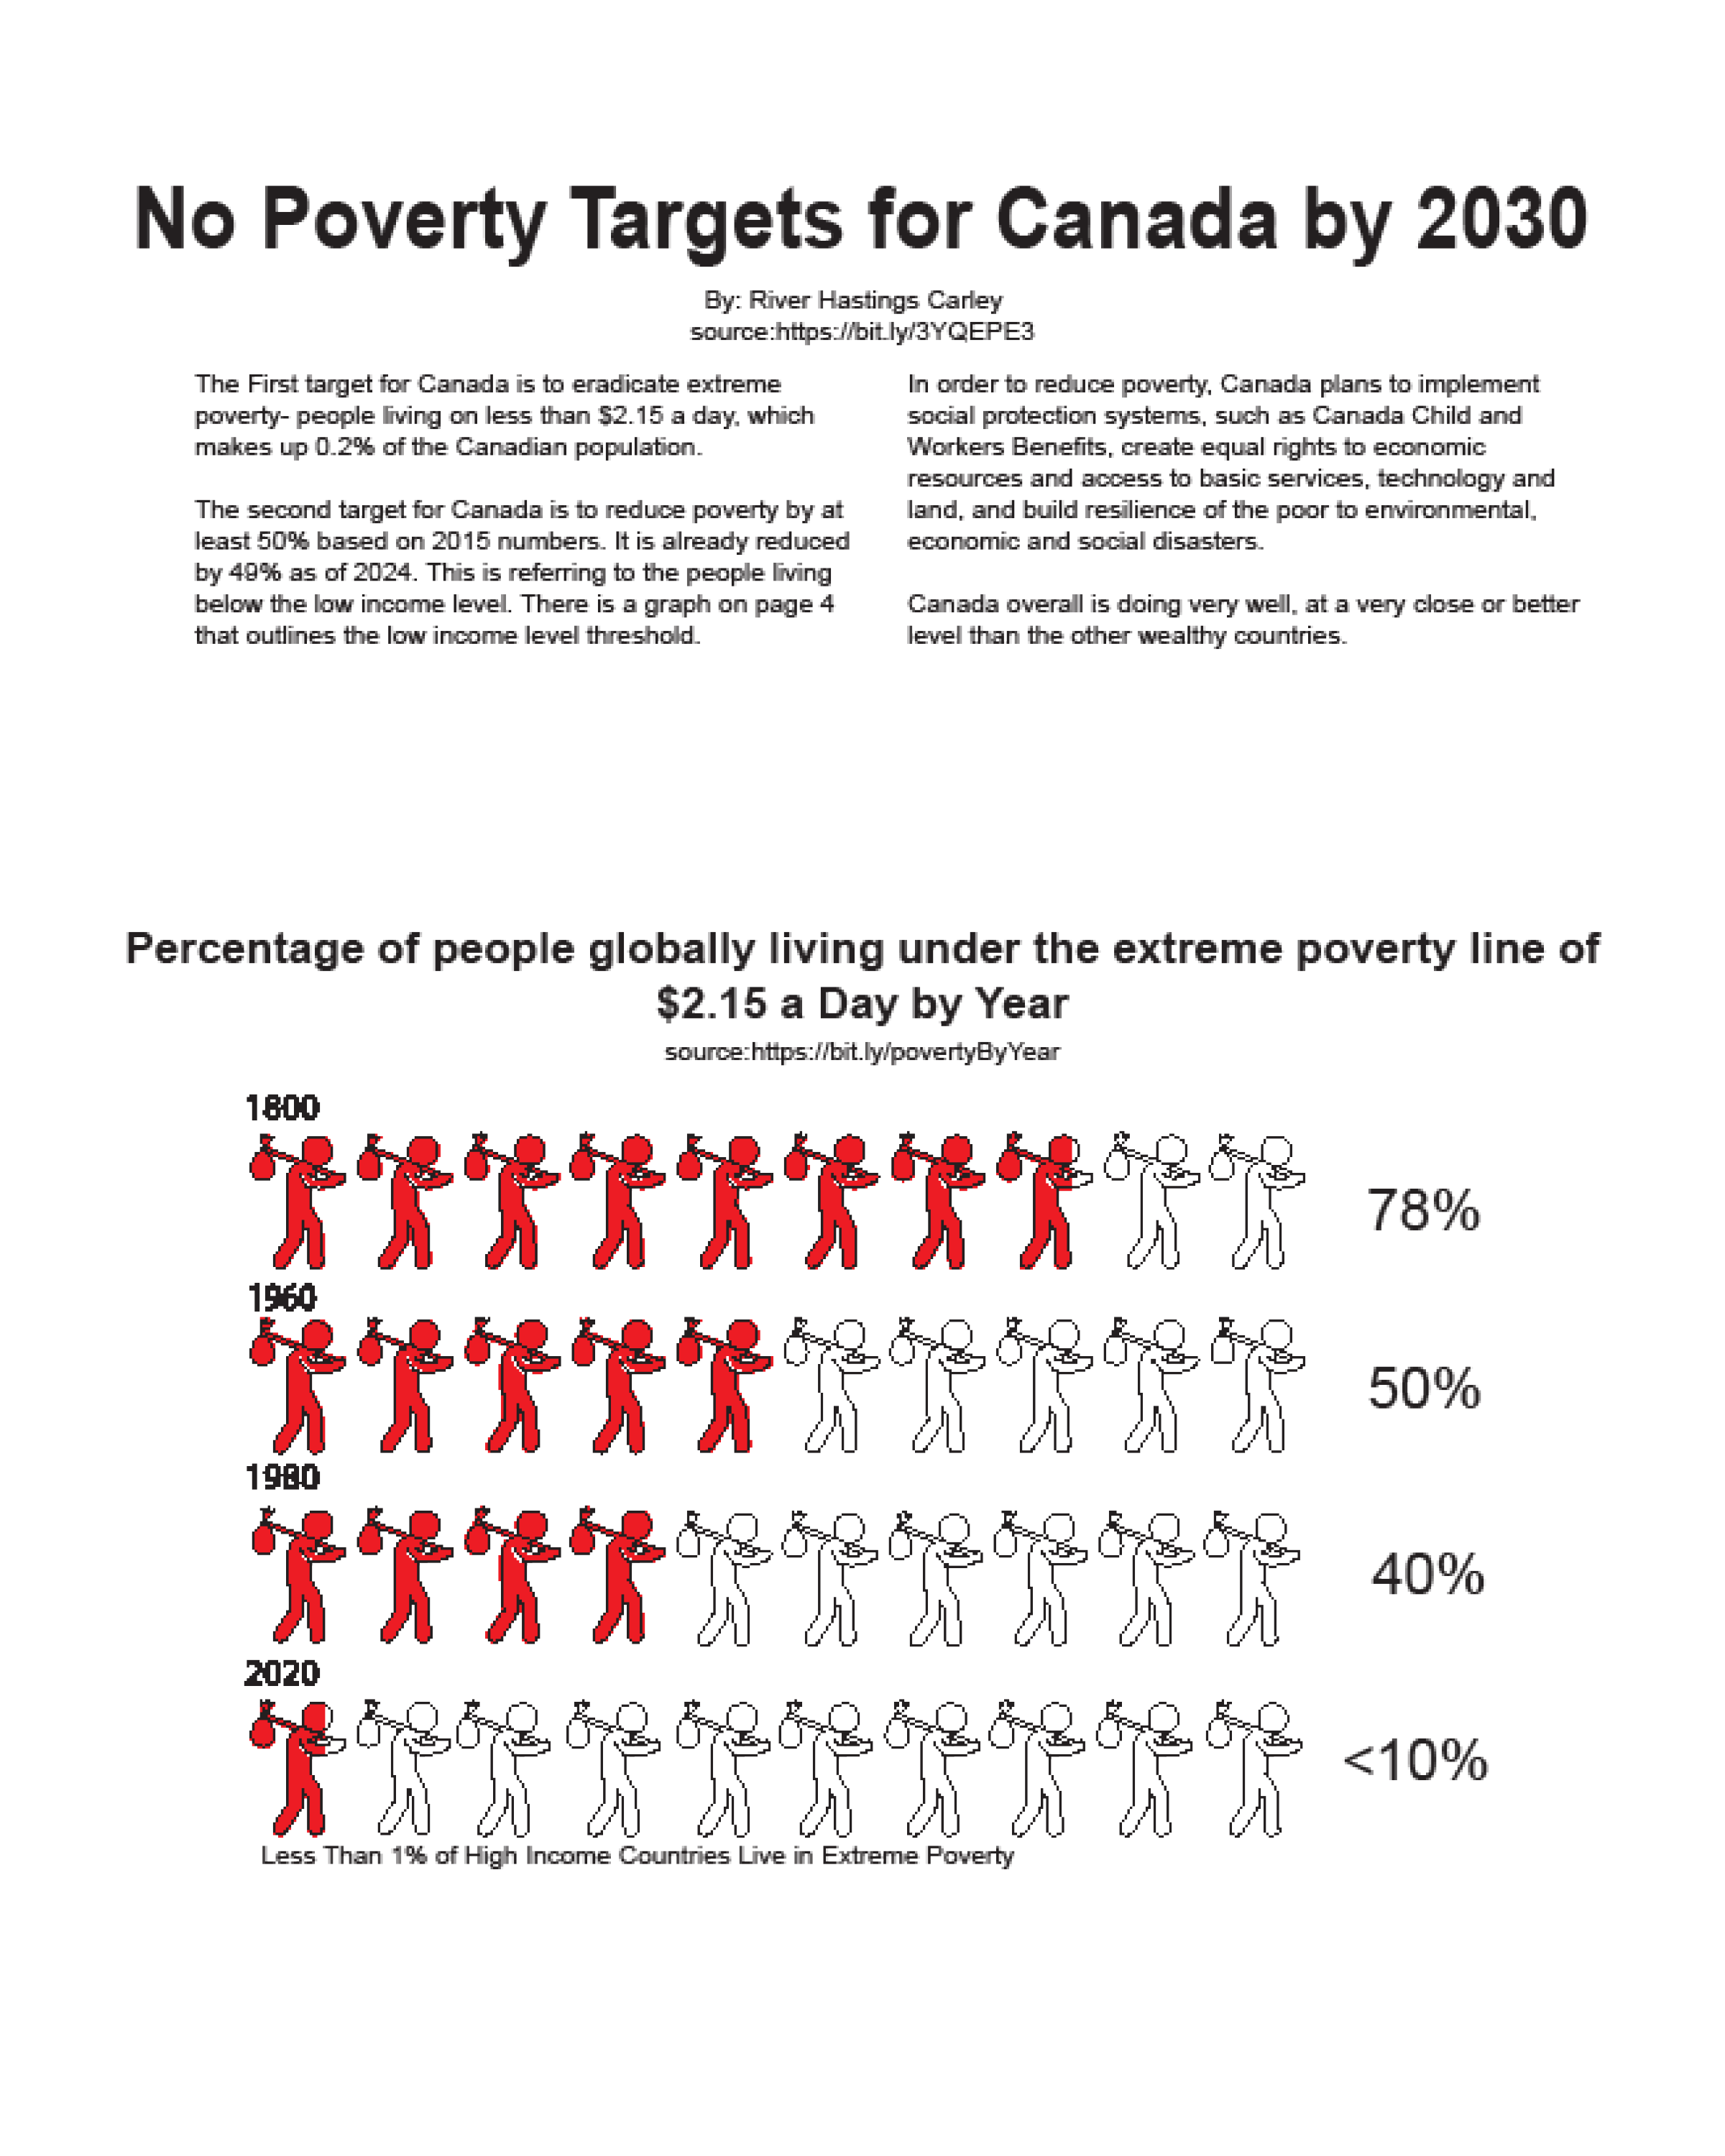 No Poverty Targets for Canada by 2030
By: River Hastings Carley
source:https://bit.ly/3YQEPE3
The First target for Canada is to eradicate extreme
poverty- people living on less than $2.15 a day, which
makes up 0.2% of the Canadian population.
The second target for Canada is to reduce poverty by at
least 50% based on 2015 numbers. It is already reduced
by 49% as of 2024. This is referring to the people living
below the low income level. There is a graph on page 4
that outlines the low income level threshold.
In order to reduce poverty, Canada plans to implement
social protection systems, such as Canada Child and
Workers Benefits, create equal rights to economic
resources and access to basic services, technology and
land, and build resilience of the poor to environmental,
economic and social disasters.
Canada overall is doing very well, at a very close or better
level than the other wealthy countries.
Percentage of people globally living under the extreme poverty line of
$2.15 a Day by Year
source:https://bit.ly/povertyByYear
1800
78%
1960
50%
1980
40%
2020
<10%
Less Than 1% of High Income Countries Live in Extreme Poverty